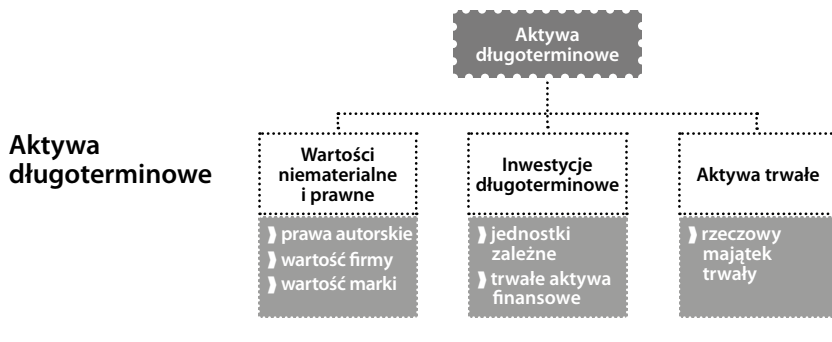 Aktywa
długoterminowe
Aktywa
długoterminowe
Wartości
niematerialne
i prawne
prawa autorskie
wartość firmy
wartość marki
Inwestycje
długoterminowe
jednostki
zależne
trwałe aktywa
finansowe
Aktywa trwałe
rzeczowy
majątek
trwały